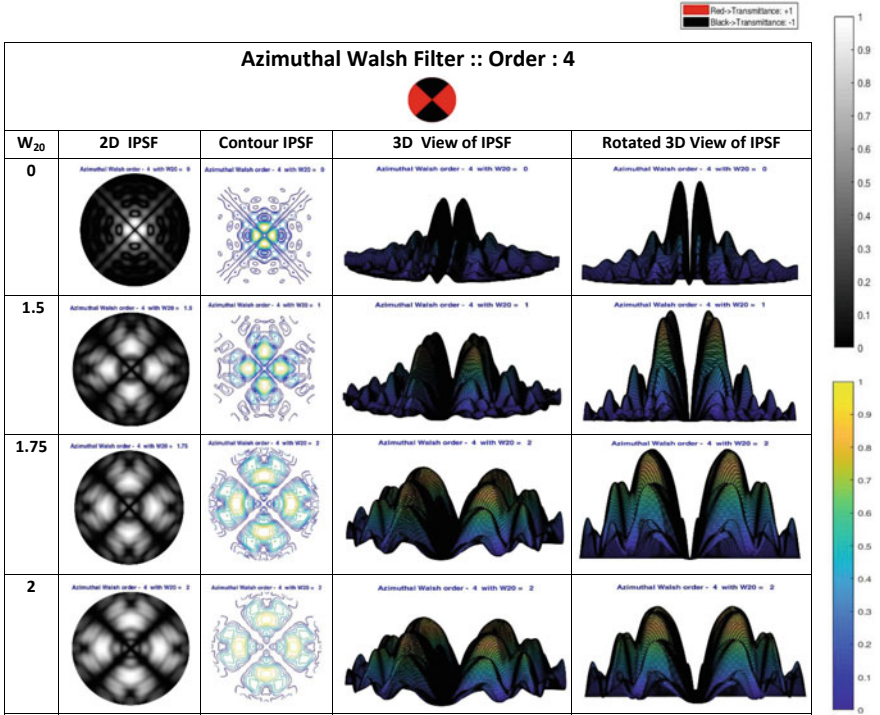 Red->Transmittance: +1
Black->Transmittance: -1
Azimuthal Walsh Filter :: Order : 4
W20 2D IPSF Contour IPSF 3D View of IPSF Rotated 3D View of IPSF
0
Azimuthal Walsh order - 4 with W20 = 0
Azimuthal Walsh order - 4 with W20 = 0
Azimuthal Walsh order - 4 with W20 = 0
Azimuthal Walsh order - 4 with W20 = 0
1.5
Azimuthal Walsh order - 4 with W20 = 1.5
Azimuthal Walsh order - 4 with W20 = 1
Azimuthal Walsh order - 4 with W20 = 1
Azimuthal Walsh order - 4 with W20 = 1
1.75
Azimuthal Walsh order - 4 with W20 = 1.75
Azimuthal Walsh order - 4 with W20 = 2
Azimuthal Walsh order - 4 with W20 = 2
Azimuthal Walsh order - 4 with W20 = 2
2
Azimuthal Walsh order - 4 with W20 = 2
Azimuthal Walsh order - 4 with W20 = 2
Azimuthal Walsh order - 4 with W20 = 2
Azimuthal Walsh order - 4 with W20 = 2
1
0.9
0.8
0.7
0.6
0.5
0.4
0.3
0.2
0.1
0
1
0.9
0.8
0.7
0.6
0.5
0.4
0.3
0.2
0.1
0